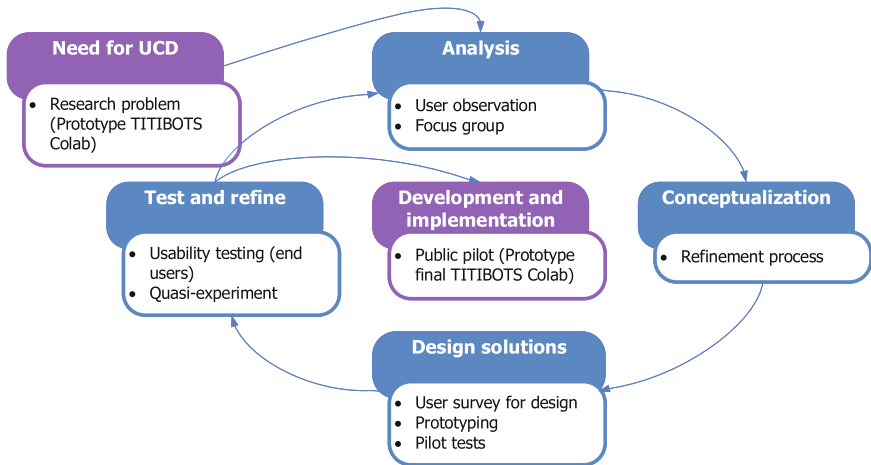 Need for UCD
• Research problem
(Prototype TITIBOTS
Colab)
Analysis
• User observation
• Focus group
Test and refine
• Usability testing (end
users)
• Quasi-experiment
Development and
implementation
• Public pilot (Prototype
final TITIBOTS Colab)
Conceptualization
• Refinement process
Design solutions
• User survey for design
• Prototyping
• Pilot tests